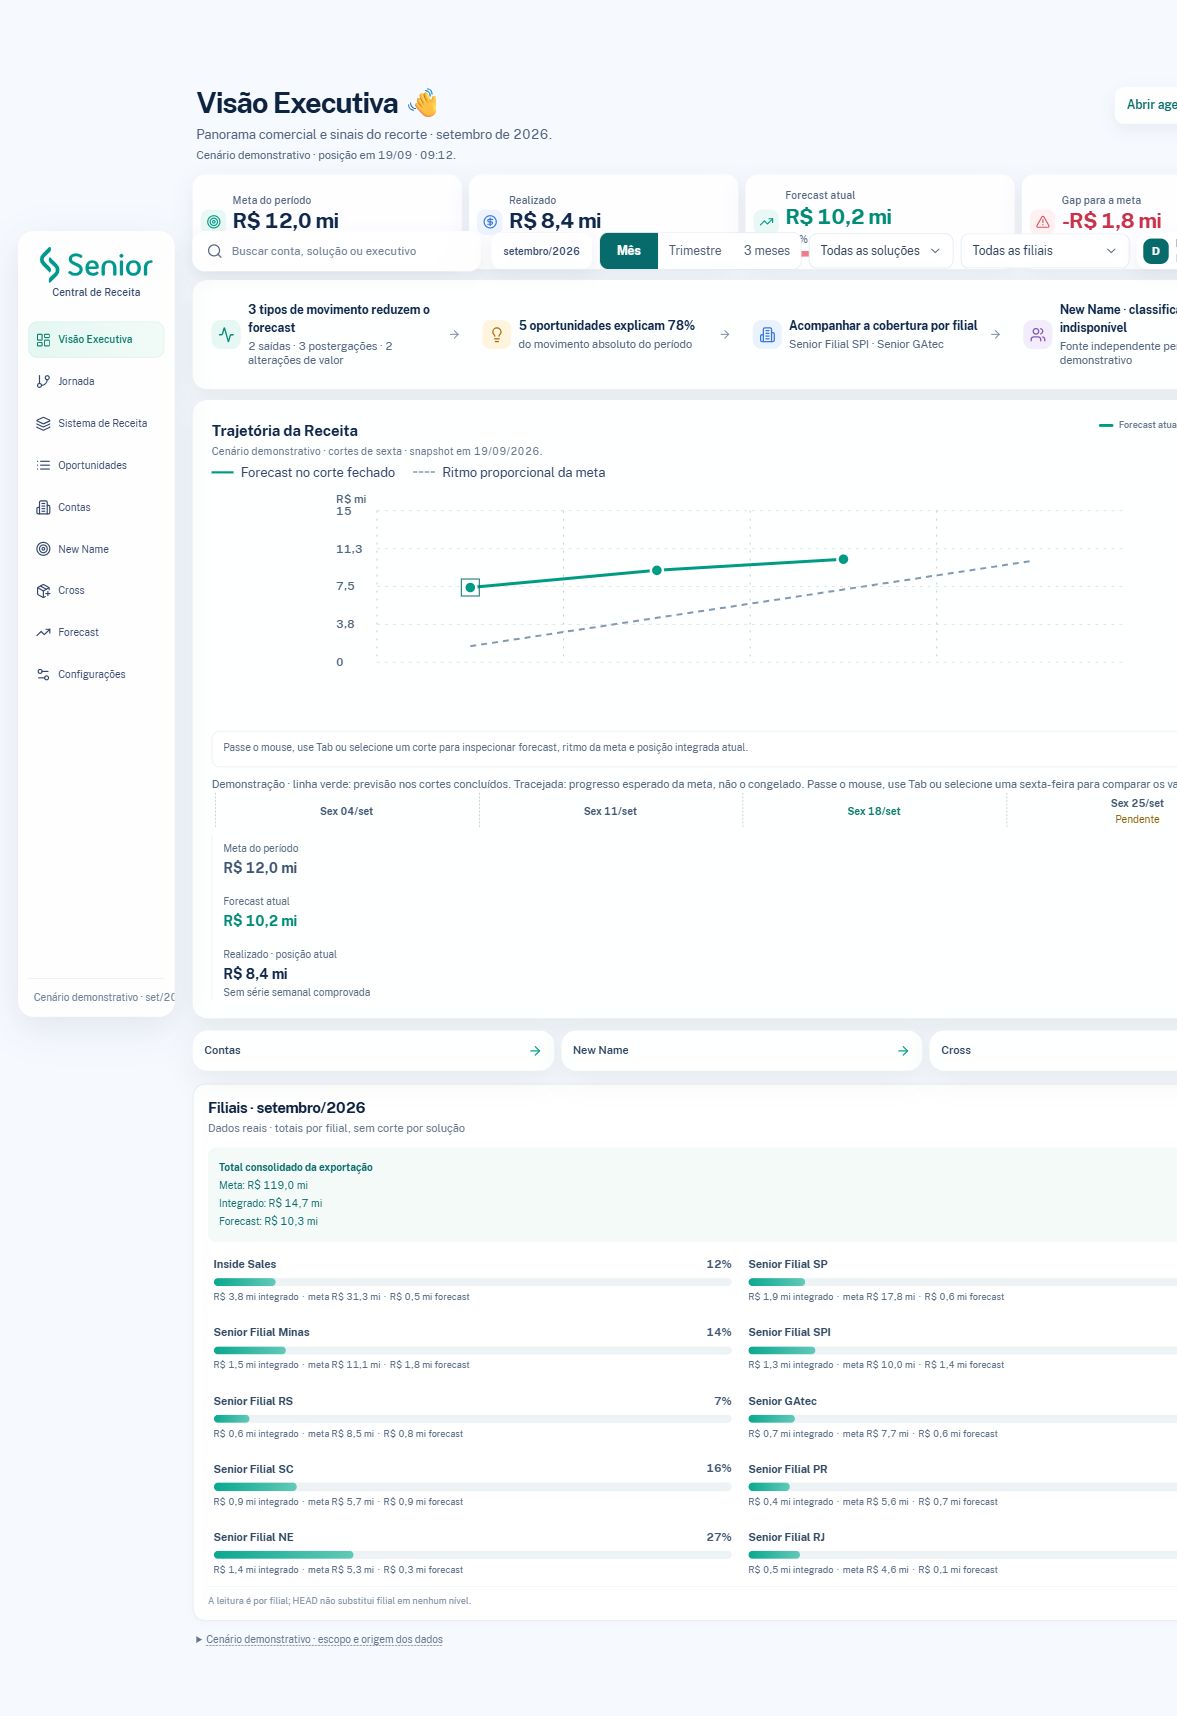 Visão Executiva 👋
Abrir age
Panorama comercial e sinais do recorte · setembro de 2026.
Cenário demonstrativo · posição em 19/09 · 09:12.
Meta do período
R$ 12,0 mi
Realizado
R$ 8,4 mi
Forecast atual
R$ 10,2 mi
%
Gap para a meta
-R$ 1,8 mi
Buscar conta, solução ou executivo
setembro/2026
Mês
Trimestre
3 meses
Todas as soluções
Todas as filiais
D
Senior
Central de Receita
Visão Executiva
Jornada
Sistema de Receita
Oportunidades
Contas
New Name
Cross
Forecast
Configurações
Cenário demonstrativo · set/20
3 tipos de movimento reduzem o
forecast
2 saídas · 3 postergações · 2
alterações de valor
5 oportunidades explicam 78%
do movimento absoluto do período
Acompanhar a cobertura por filial
Senior Filial SPI · Senior GAtec
New Name · classifica
indisponível
Fonte independente pe
demonstrativo
Trajetória da Receita
Forecast atua
Cenário demonstrativo · cortes de sexta · snapshot em 19/09/2026.
Forecast no corte fechado
Ritmo proporcional da meta
R$ mi
15
11,3
7,5
3,8
0
Passe o mouse, use Tab ou selecione um corte para inspecionar forecast, ritmo da meta e posição integrada atual.
Demonstração · linha verde: previsão nos cortes concluídos. Tracejada: progresso esperado da meta, não o congelado. Passe o mouse, use Tab ou selecione uma sexta-feira para comparar os va
Sex 04/set
Sex 11/set
Sex 18/set
Sex 25/set
Pendente
Meta do período
R$ 12,0 mi
Forecast atual
R$ 10,2 mi
Realizado · posição atual
R$ 8,4 mi
Sem série semanal comprovada
Contas
New Name
Cross
Filiais · setembro/2026
Dados reais · totais por filial, sem corte por solução
Total consolidado da exportação
Meta: R$ 119,0 mi
Integrado: R$ 14,7 mi
Forecast: R$ 10,3 mi
Inside Sales 12%
R$ 3,8 mi integrado · meta R$ 31,3 mi · R$ 0,5 mi forecast
Senior Filial SP
R$ 1,9 mi integrado · meta R$ 17,8 mi · R$ 0,6 mi forecast
Senior Filial Minas 14%
R$ 1,5 mi integrado · meta R$ 11,1 mi · R$ 1,8 mi forecast
Senior Filial SPI
R$ 1,3 mi integrado · meta R$ 10,0 mi · R$ 1,4 mi forecast
Senior Filial RS 7%
R$ 0,6 mi integrado · meta R$ 8,5 mi · R$ 0,8 mi forecast
Senior GAtec
R$ 0,7 mi integrado · meta R$ 7,7 mi · R$ 0,6 mi forecast
Senior Filial SC 16%
R$ 0,9 mi integrado · meta R$ 5,7 mi · R$ 0,9 mi forecast
Senior Filial PR
R$ 0,4 mi integrado · meta R$ 5,6 mi · R$ 0,7 mi forecast
Senior Filial NE 27%
R$ 1,4 mi integrado · meta R$ 5,3 mi · R$ 0,3 mi forecast
Senior Filial RJ
R$ 0,5 mi integrado · meta R$ 4,6 mi · R$ 0,1 mi forecast
A leitura é por filial; HEAD não substitui filial em nenhum nível.
Cenário demonstrativo · escopo e origem dos dados